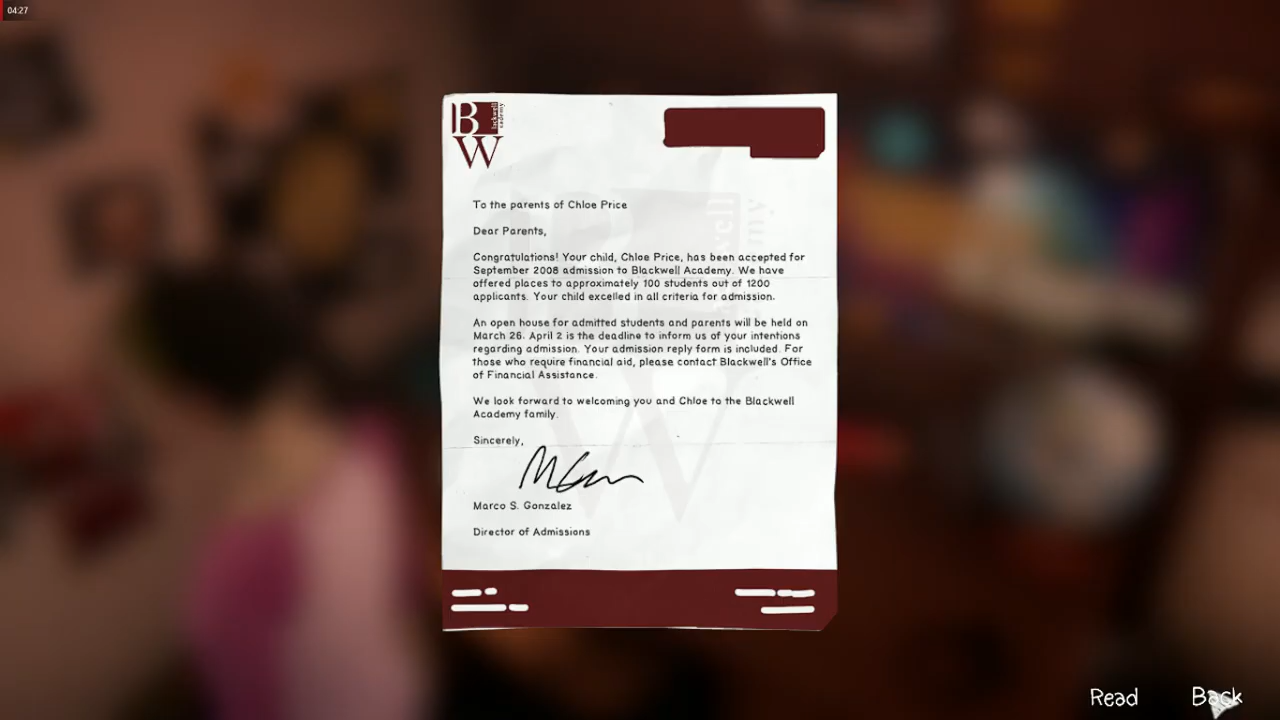 04:27
B
lackwell
cademy
W
To the parents of Chloe Price
Dear Parents,
Congratulations! Your child, Chloe Price, has been accepted for
September 2008 admission to Blackwell Academy. We have
offered places to approximately 100 students out of 1200
applicants. Your child excelled in all criteria for admission.
An open house for admitted students and parents will be held on
March 26. April 2 is the deadline to inform us of your intentions
regarding admission. Your admission reply form is included. For
those who require financial aid, please contact Blackwell's Office
of Financial Assistance.
We look forward to welcoming you and Chloe to the Blackwell
Academy family.
Sincerely,
Marco S. Gonzalez
Director of Admissions
Read
Back